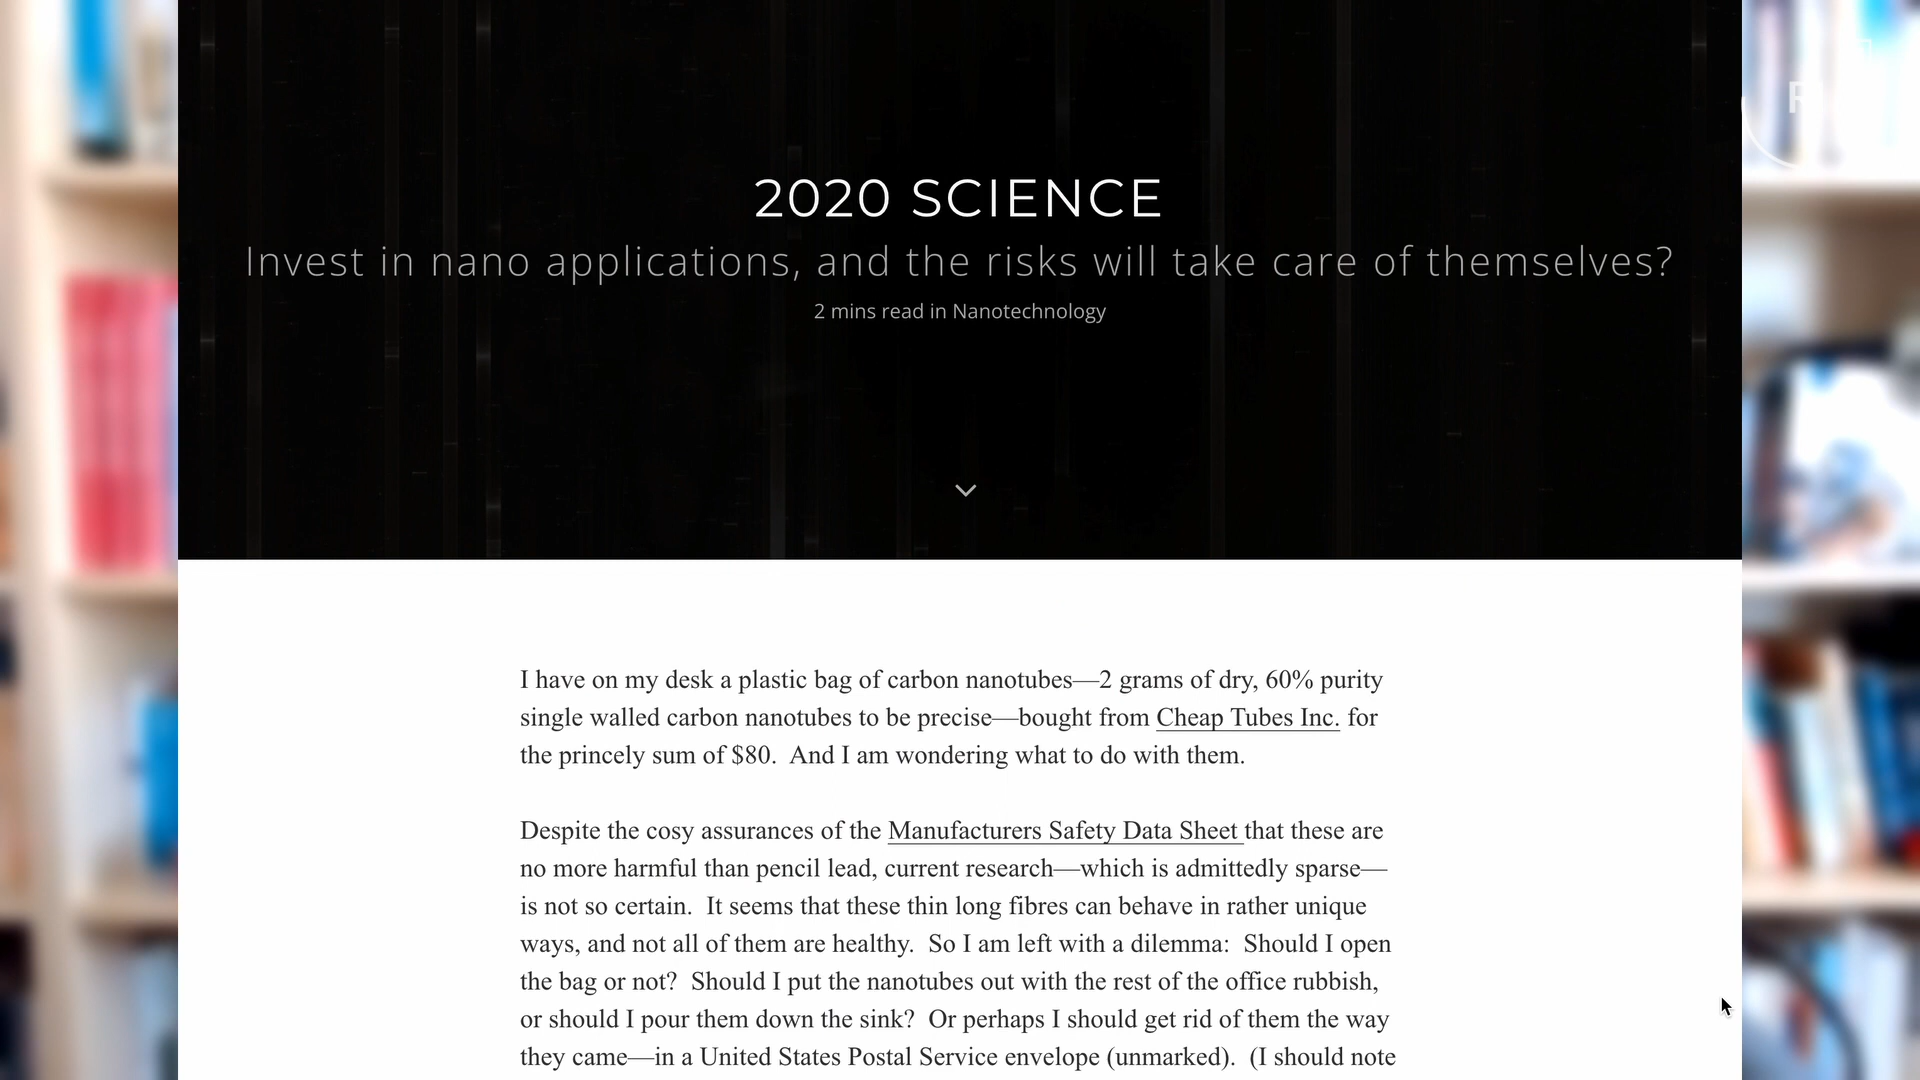 2020 SCIENCE
Invest in nano applications, and the risks will take care of themselves?
2 mins read in Nanotechnology
I have on my desk a plastic bag of carbon nanotubes—2 grams of dry, 60% purity
single walled carbon nanotubes to be precise—bought from Cheap Tubes Inc. for
the princely sum of $80.  And I am wondering what to do with them.
Despite the cosy assurances of the Manufacturers Safety Data Sheet that these are
no more harmful than pencil lead, current research—which is admittedly sparse—
is not so certain.  It seems that these thin long fibres can behave in rather unique
ways, and not all of them are healthy.  So I am left with a dilemma:  Should I open
the bag or not?  Should I put the nanotubes out with the rest of the office rubbish,
or should I pour them down the sink?  Or perhaps I should get rid of them the way
they came—in a United States Postal Service envelope (unmarked).  (I should note